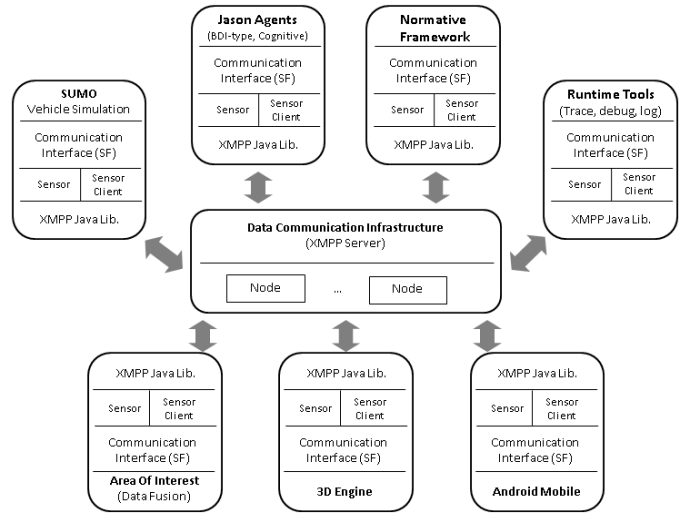 Jason Agents
(BDI-type, Cognitive)
Communication
Interface (SF)
Sensor
Sensor
Client
XMPP Java Lib.
Normative
Framework
Communication
Interface (SF)
Sensor
Sensor
Client
XMPP Java Lib.
SUMO
Vehicle Simulation
Communication
Interface (SF)
Sensor
Sensor
Client
XMPP Java Lib.
Runtime Tools
(Trace, debug, log)
Communication
Interface (SF)
Sensor
Sensor
Client
XMPP Java Lib.
Data Communication Infrastructure
(XMPP Server)
Node
...
Node
XMPP Java Lib.
Sensor
Sensor
Client
Communication
Interface (SF)
Area Of Interest
(Data Fusion)
XMPP Java Lib.
Sensor
Sensor
Client
Communication
Interface (SF)
3D Engine
XMPP Java Lib.
Sensor
Sensor
Client
Communication
Interface (SF)
Android Mobile